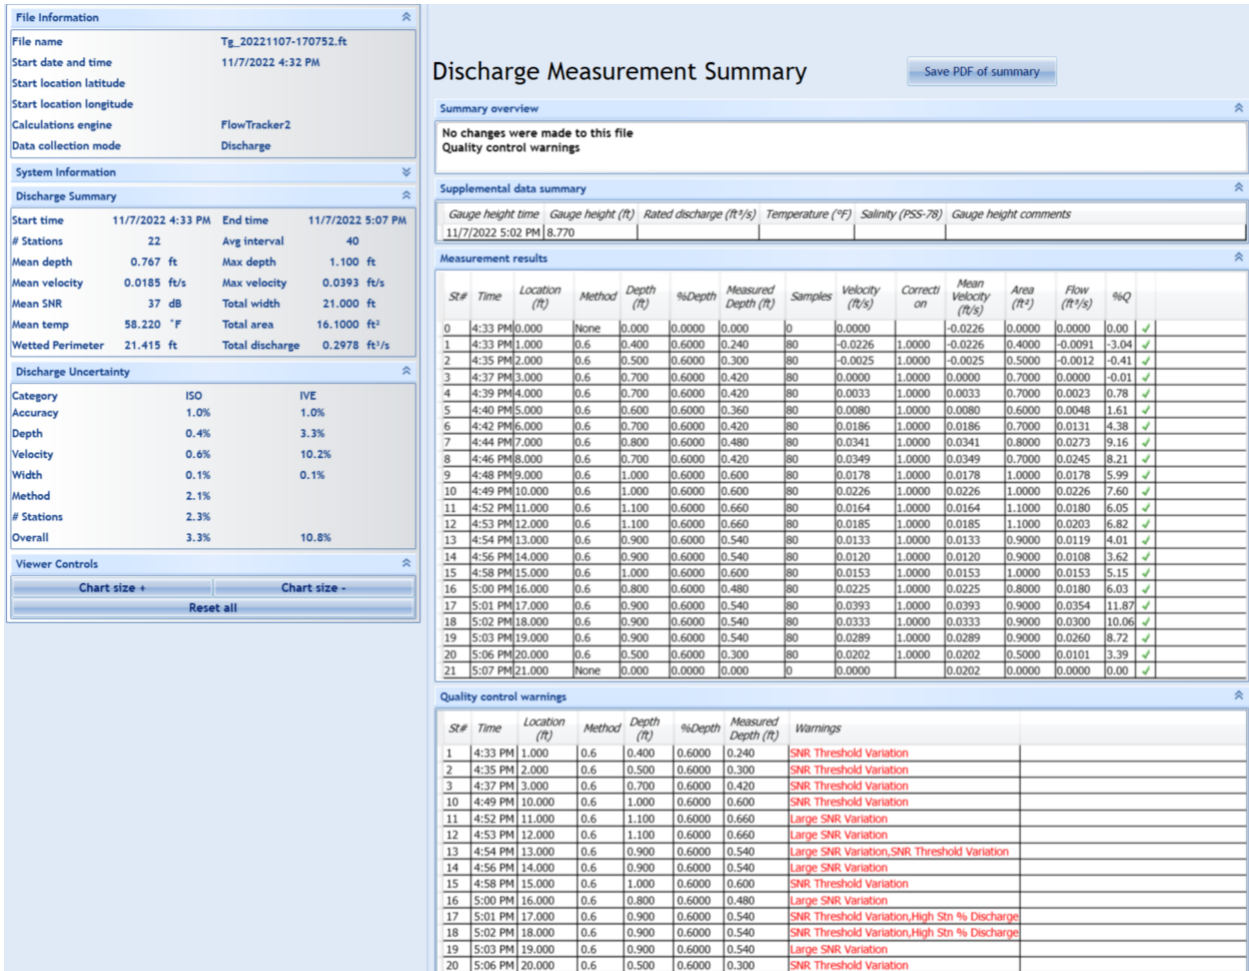 File Information
File name Tg_20221107-170752.ft
Start date and time 11/7/2022 4:32 PM
Start location latitude
Start location longitude
Calculations engine FlowTracker2
Data collection mode Discharge
System Information
Discharge Summary
Start time 11/7/2022 4:33 PM End time 11/7/2022 5:07 PM
# Stations 22 Avg interval 40
Mean depth 0.767 ft Max depth 1.100 ft
Mean velocity 0.0185 ft/s Max velocity 0.0393 ft/s
Mean SNR 37 dB Total width 21.000 ft
Mean temp 58.220 °F Total area 16.1000 ft²
Wetted Perimeter 21.415 ft Total discharge 0.2978 ft³/s
Discharge Uncertainty
Category ISO IVE
Accuracy 1.0% 1.0%
Depth 0.4% 3.3%
Velocity 0.6% 10.2%
Width 0.1% 0.1%
Method 2.1%
# Stations 2.3%
Overall 3.3% 10.8%
Viewer Controls
Chart size + Chart size -
Reset all
Discharge Measurement Summary
Save PDF of summary
Summary overview
No changes were made to this file
Quality control warnings
Supplemental data summary
Gauge height time Gauge height (ft) Rated discharge (ft³/s) Temperature (°F) Salinity (PSS-78) Gauge height comments
11/7/2022 5:02 PM 8.770
Measurement results
St# Time Location (ft) Method Depth (ft) %Depth Measured Depth (ft) Samples Velocity (ft/s) Correcti on Mean Velocity (ft/s) Area (ft²) Flow (ft³/s) %Q
0 4:33 PM 0.000 None 0.000 0.0000 0.000 0 0.0000 -0.0226 0.0000 0.0000 0.00 ✓
1 4:33 PM 1.000 0.6 0.400 0.6000 0.240 80 -0.0226 1.0000 -0.0226 0.4000 -0.0091 -3.04 ✓
2 4:35 PM 2.000 0.6 0.500 0.6000 0.300 80 -0.0025 1.0000 -0.0025 0.5000 -0.0012 -0.41 ✓
3 4:37 PM 3.000 0.6 0.700 0.6000 0.420 80 0.0000 1.0000 0.0000 0.7000 0.0000 -0.01 ✓
4 4:39 PM 4.000 0.6 0.700 0.6000 0.420 80 0.0033 1.0000 0.0033 0.7000 0.0023 0.78 ✓
5 4:40 PM 5.000 0.6 0.600 0.6000 0.360 80 0.0080 1.0000 0.0080 0.6000 0.0048 1.61 ✓
6 4:42 PM 6.000 0.6 0.700 0.6000 0.420 80 0.0186 1.0000 0.0186 0.7000 0.0131 4.38 ✓
7 4:44 PM 7.000 0.6 0.800 0.6000 0.480 80 0.0341 1.0000 0.0341 0.8000 0.0273 9.16 ✓
8 4:46 PM 8.000 0.6 0.700 0.6000 0.420 80 0.0349 1.0000 0.0349 0.7000 0.0245 8.21 ✓
9 4:48 PM 9.000 0.6 1.000 0.6000 0.600 80 0.0178 1.0000 0.0178 1.0000 0.0178 5.99 ✓
10 4:49 PM 10.000 0.6 1.000 0.6000 0.600 80 0.0226 1.0000 0.0226 1.0000 0.0226 7.60 ✓
11 4:52 PM 11.000 0.6 1.100 0.6000 0.660 80 0.0164 1.0000 0.0164 1.1000 0.0180 6.05 ✓
12 4:53 PM 12.000 0.6 1.100 0.6000 0.660 80 0.0185 1.0000 0.0185 1.1000 0.0203 6.82 ✓
13 4:54 PM 13.000 0.6 0.900 0.6000 0.540 80 0.0133 1.0000 0.0133 0.9000 0.0119 4.01 ✓
14 4:56 PM 14.000 0.6 0.900 0.6000 0.540 80 0.0120 1.0000 0.0120 0.9000 0.0108 3.62 ✓
15 4:58 PM 15.000 0.6 1.000 0.6000 0.600 80 0.0153 1.0000 0.0153 1.0000 0.0153 5.15 ✓
16 5:00 PM 16.000 0.6 0.800 0.6000 0.480 80 0.0225 1.0000 0.0225 0.8000 0.0180 6.03 ✓
17 5:01 PM 17.000 0.6 0.900 0.6000 0.540 80 0.0393 1.0000 0.0393 0.9000 0.0354 11.87 ✓
18 5:02 PM 18.000 0.6 0.900 0.6000 0.540 80 0.0333 1.0000 0.0333 0.9000 0.0300 10.06 ✓
19 5:03 PM 19.000 0.6 0.900 0.6000 0.540 80 0.0289 1.0000 0.0289 0.9000 0.0260 8.72 ✓
20 5:06 PM 20.000 0.6 0.500 0.6000 0.300 80 0.0202 1.0000 0.0202 0.5000 0.0101 3.39 ✓
21 5:07 PM 21.000 None 0.000 0.0000 0.000 0 0.0000 0.0202 0.0000 0.0000 0.00 ✓
Quality control warnings
St# Time Location (ft) Method Depth (ft) %Depth Measured Depth (ft) Warnings
1 4:33 PM 1.000 0.6 0.400 0.6000 0.240 SNR Threshold Variation
2 4:35 PM 2.000 0.6 0.500 0.6000 0.300 SNR Threshold Variation
3 4:37 PM 3.000 0.6 0.700 0.6000 0.420 SNR Threshold Variation
10 4:49 PM 10.000 0.6 1.000 0.6000 0.600 SNR Threshold Variation
11 4:52 PM 11.000 0.6 1.100 0.6000 0.660 Large SNR Variation
12 4:53 PM 12.000 0.6 1.100 0.6000 0.660 Large SNR Variation
13 4:54 PM 13.000 0.6 0.900 0.6000 0.540 Large SNR Variation,SNR Threshold Variation
14 4:56 PM 14.000 0.6 0.900 0.6000 0.540 Large SNR Variation
15 4:58 PM 15.000 0.6 1.000 0.6000 0.600 SNR Threshold Variation
16 5:00 PM 16.000 0.6 0.800 0.6000 0.480 Large SNR Variation
17 5:01 PM 17.000 0.6 0.900 0.6000 0.540 SNR Threshold Variation,High Stn % Discharge
18 5:02 PM 18.000 0.6 0.900 0.6000 0.540 SNR Threshold Variation,High Stn % Discharge
19 5:03 PM 19.000 0.6 0.900 0.6000 0.540 Large SNR Variation
20 5:06 PM 20.000 0.6 0.500 0.6000 0.300 SNR Threshold Variation